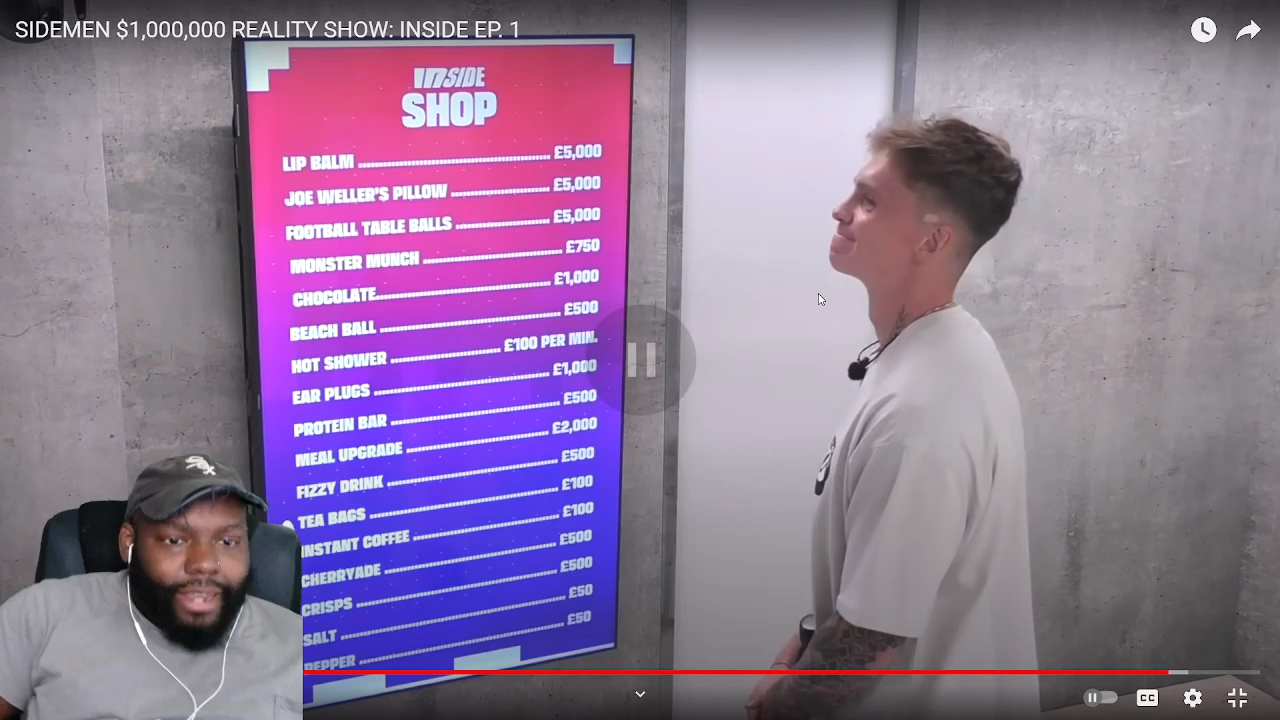 SIDEMEN $1,000,000 REALITY SHOW: INSIDE EP. 1
INSIDE
SHOP
LIP BALM £5,000
JOE WELLER'S PILLOW £5,000
FOOTBALL TABLE BALLS £5,000
MONSTER MUNCH £750
CHOCOLATE £1,000
BEACH BALL £500
HOT SHOWER £100 PER MIN.
EAR PLUGS £1,000
PROTEIN BAR £500
MEAL UPGRADE £2,000
FIZZY DRINK £500
TEA BAGS £100
INSTANT COFFEE £100
CHERRYADE £500
CRISPS £500
SALT £50
PEPPER £50
CC